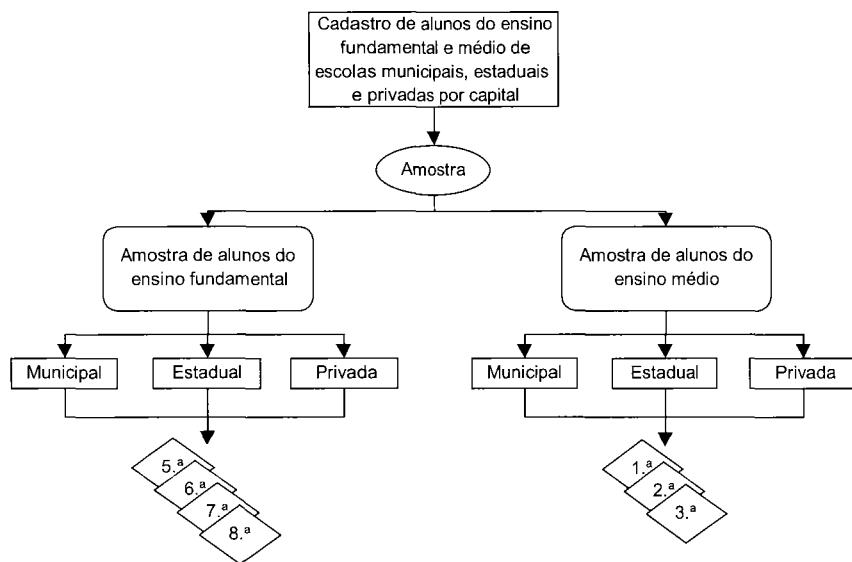 Cadastro de alunos do ensino
fundamental e médio de
escolas municipais, estaduais
e privadas por capital
Amostra
Amostra de alunos do
ensino fundamental
Amostra de alunos do
ensino médio
Municipal
Estadual
Privada
Municipal
Estadual
Privada
5.ª
6.ª
7.ª
8.ª
1.ª
2.ª
3.ª